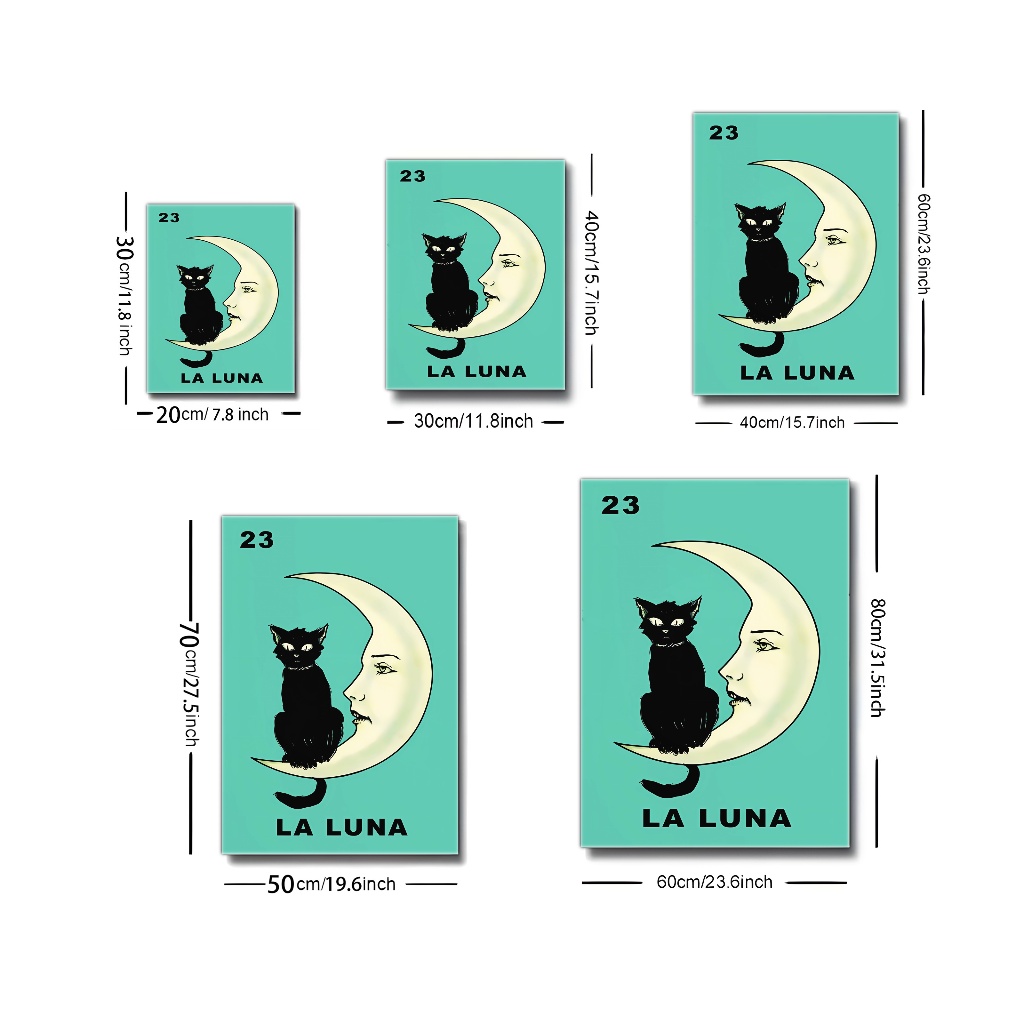 23
LA LUNA
30cm/11.8 inch
20cm/ 7.8 inch
23
LA LUNA
40cm/15.7inch
30cm/11.8inch
23
LA LUNA
60cm/23.6inch
40cm/15.7inch
23
LA LUNA
70cm/27.5inch
50cm/19.6inch
23
LA LUNA
80cm/31.5inch
60cm/23.6inch